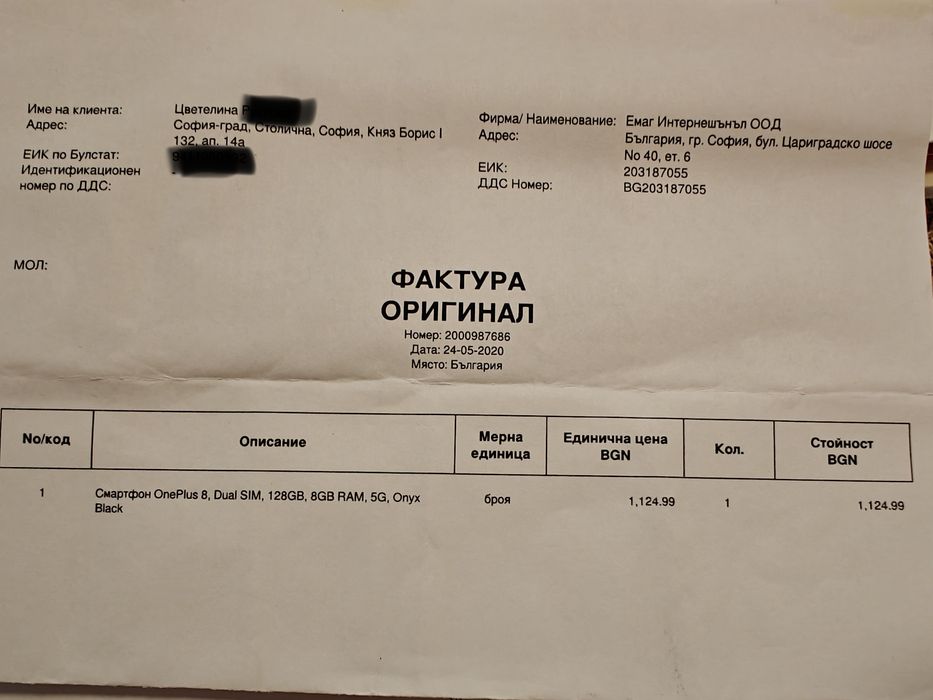 Име на клиента: Цветелина
Адрес: София-град, Столична, София, Княз Борис I
132, ап. 14а
ЕИК по Булстат:
Идентификационен -
номер по ДДС:
Фирма/ Наименование: Емаг Интернешънъл ООД
Адрес: България, гр. София, бул. Цариградско шосе
No 40, ет. 6
ЕИК: 203187055
ДДС Номер: BG203187055
МОЛ:
ФАКТУРА
ОРИГИНАЛ
Номер: 2000987686
Дата: 24-05-2020
Място: България
No/код Описание Мерна единица Единична цена BGN Кол. Стойност BGN
1 Смартфон OnePlus 8, Dual SIM, 128GB, 8GB RAM, 5G, Onyx броя 1,124.99 1 1,124.99
Black